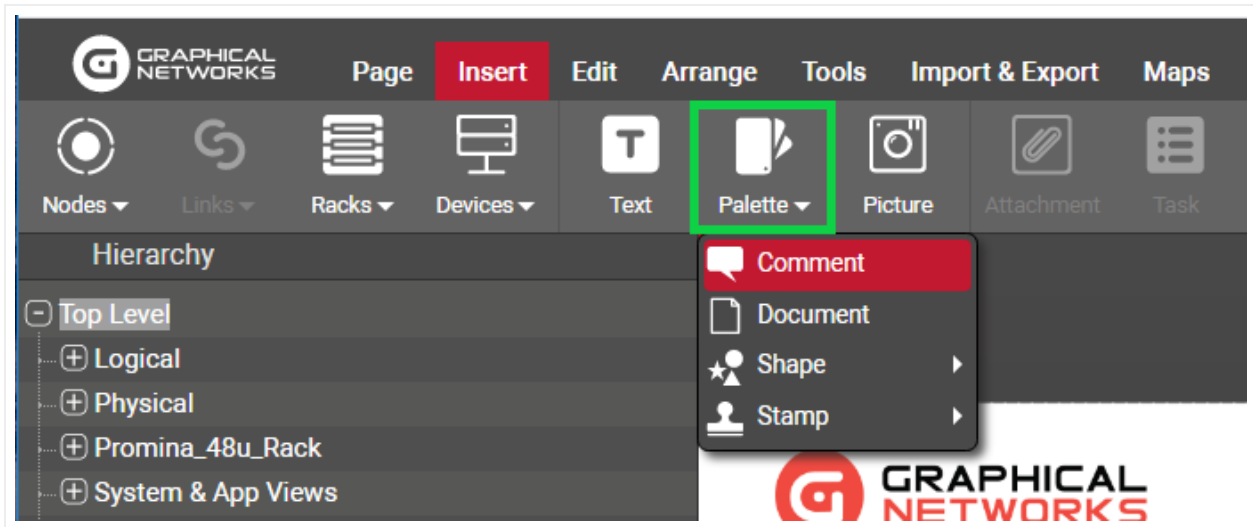 GRAPHICAL
NETWORKS
Page Insert Edit Arrange Tools Import & Export Maps
Nodes Links Racks Devices Text Palette Picture Attachment Task
Hierarchy
Comment
Document
Shape
Stamp
Top Level
Logical
Physical
Promina_48u_Rack
System & App Views
GRAPHICAL
NETWORKS